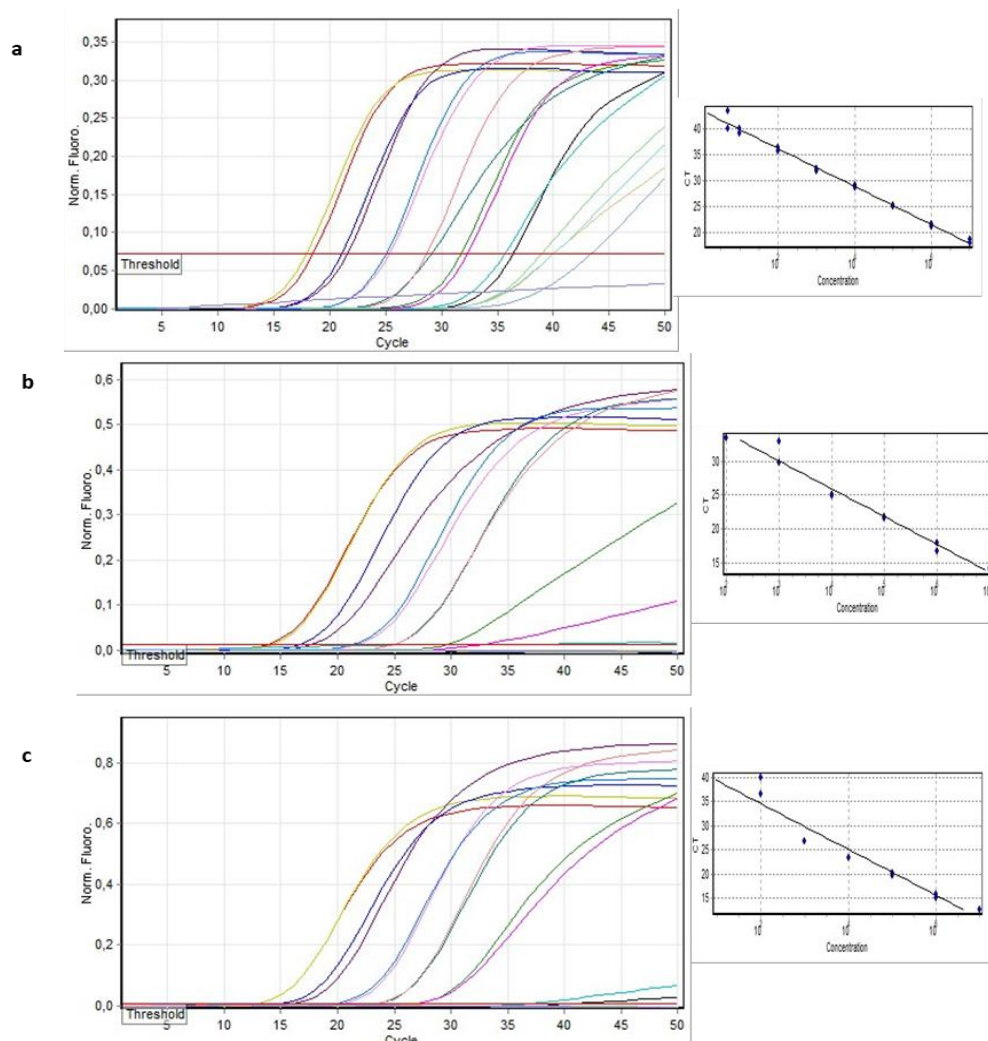 a
0,35
0,30
0,25
0,20
0,15
0,10
0,05
0,00
Norm. Fluoro.
Threshold
5 10 15 20 25 30 35 40 45 50
Cycle
40
35
30
25
20
CT
Concentration
b
0,6
0,5
0,4
0,3
0,2
0,1
0,0
Norm. Fluoro.
Threshold
5 10 15 20 25 30 35 40 45 50
Cycle
30
25
20
15
CT
Concentration
c
0,8
0,6
0,4
0,2
0,0
Norm. Fluoro.
Threshold
5 10 15 20 25 30 35 40 45 50
Cycle
40
35
30
25
20
15
CT
Concentration